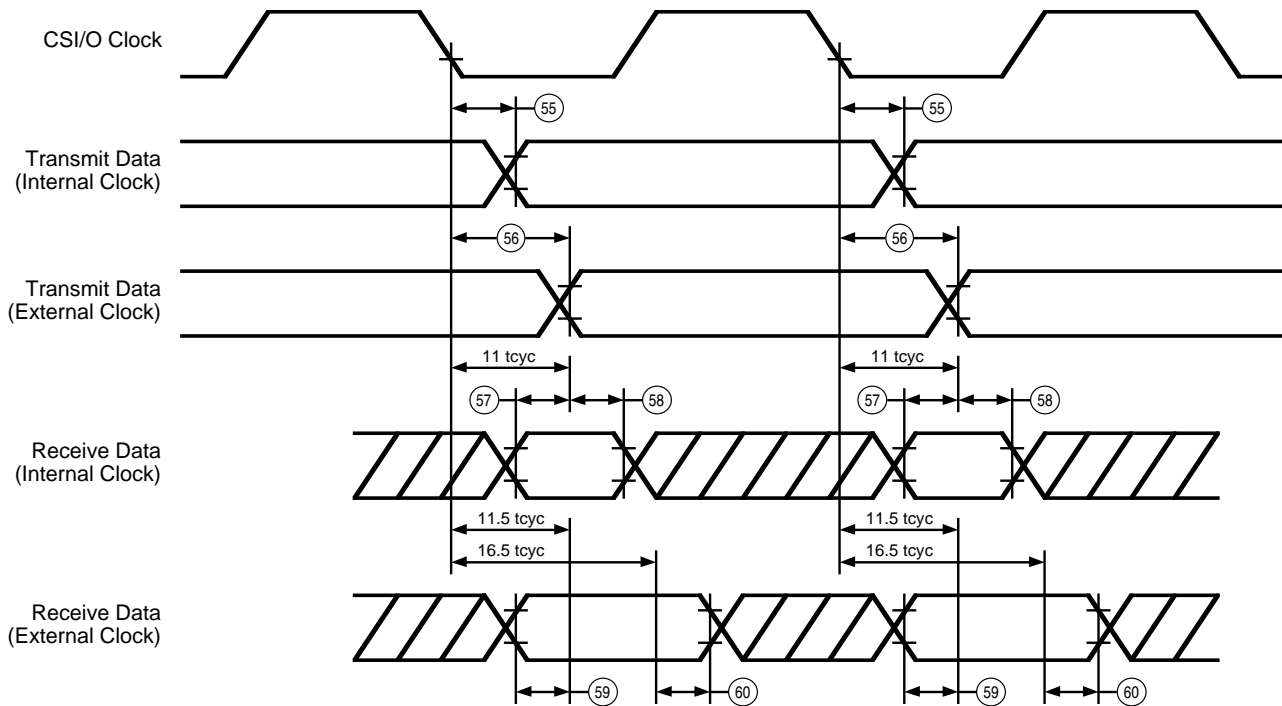 CSI/O Clock
55
55
Transmit Data
(Internal Clock)
56
56
Transmit Data
(External Clock)
11 tcyc
11 tcyc
57
58
57
58
Receive Data
(Internal Clock)
11.5 tcyc
11.5 tcyc
16.5 tcyc
16.5 tcyc
Receive Data
(External Clock)
59
60
59
60